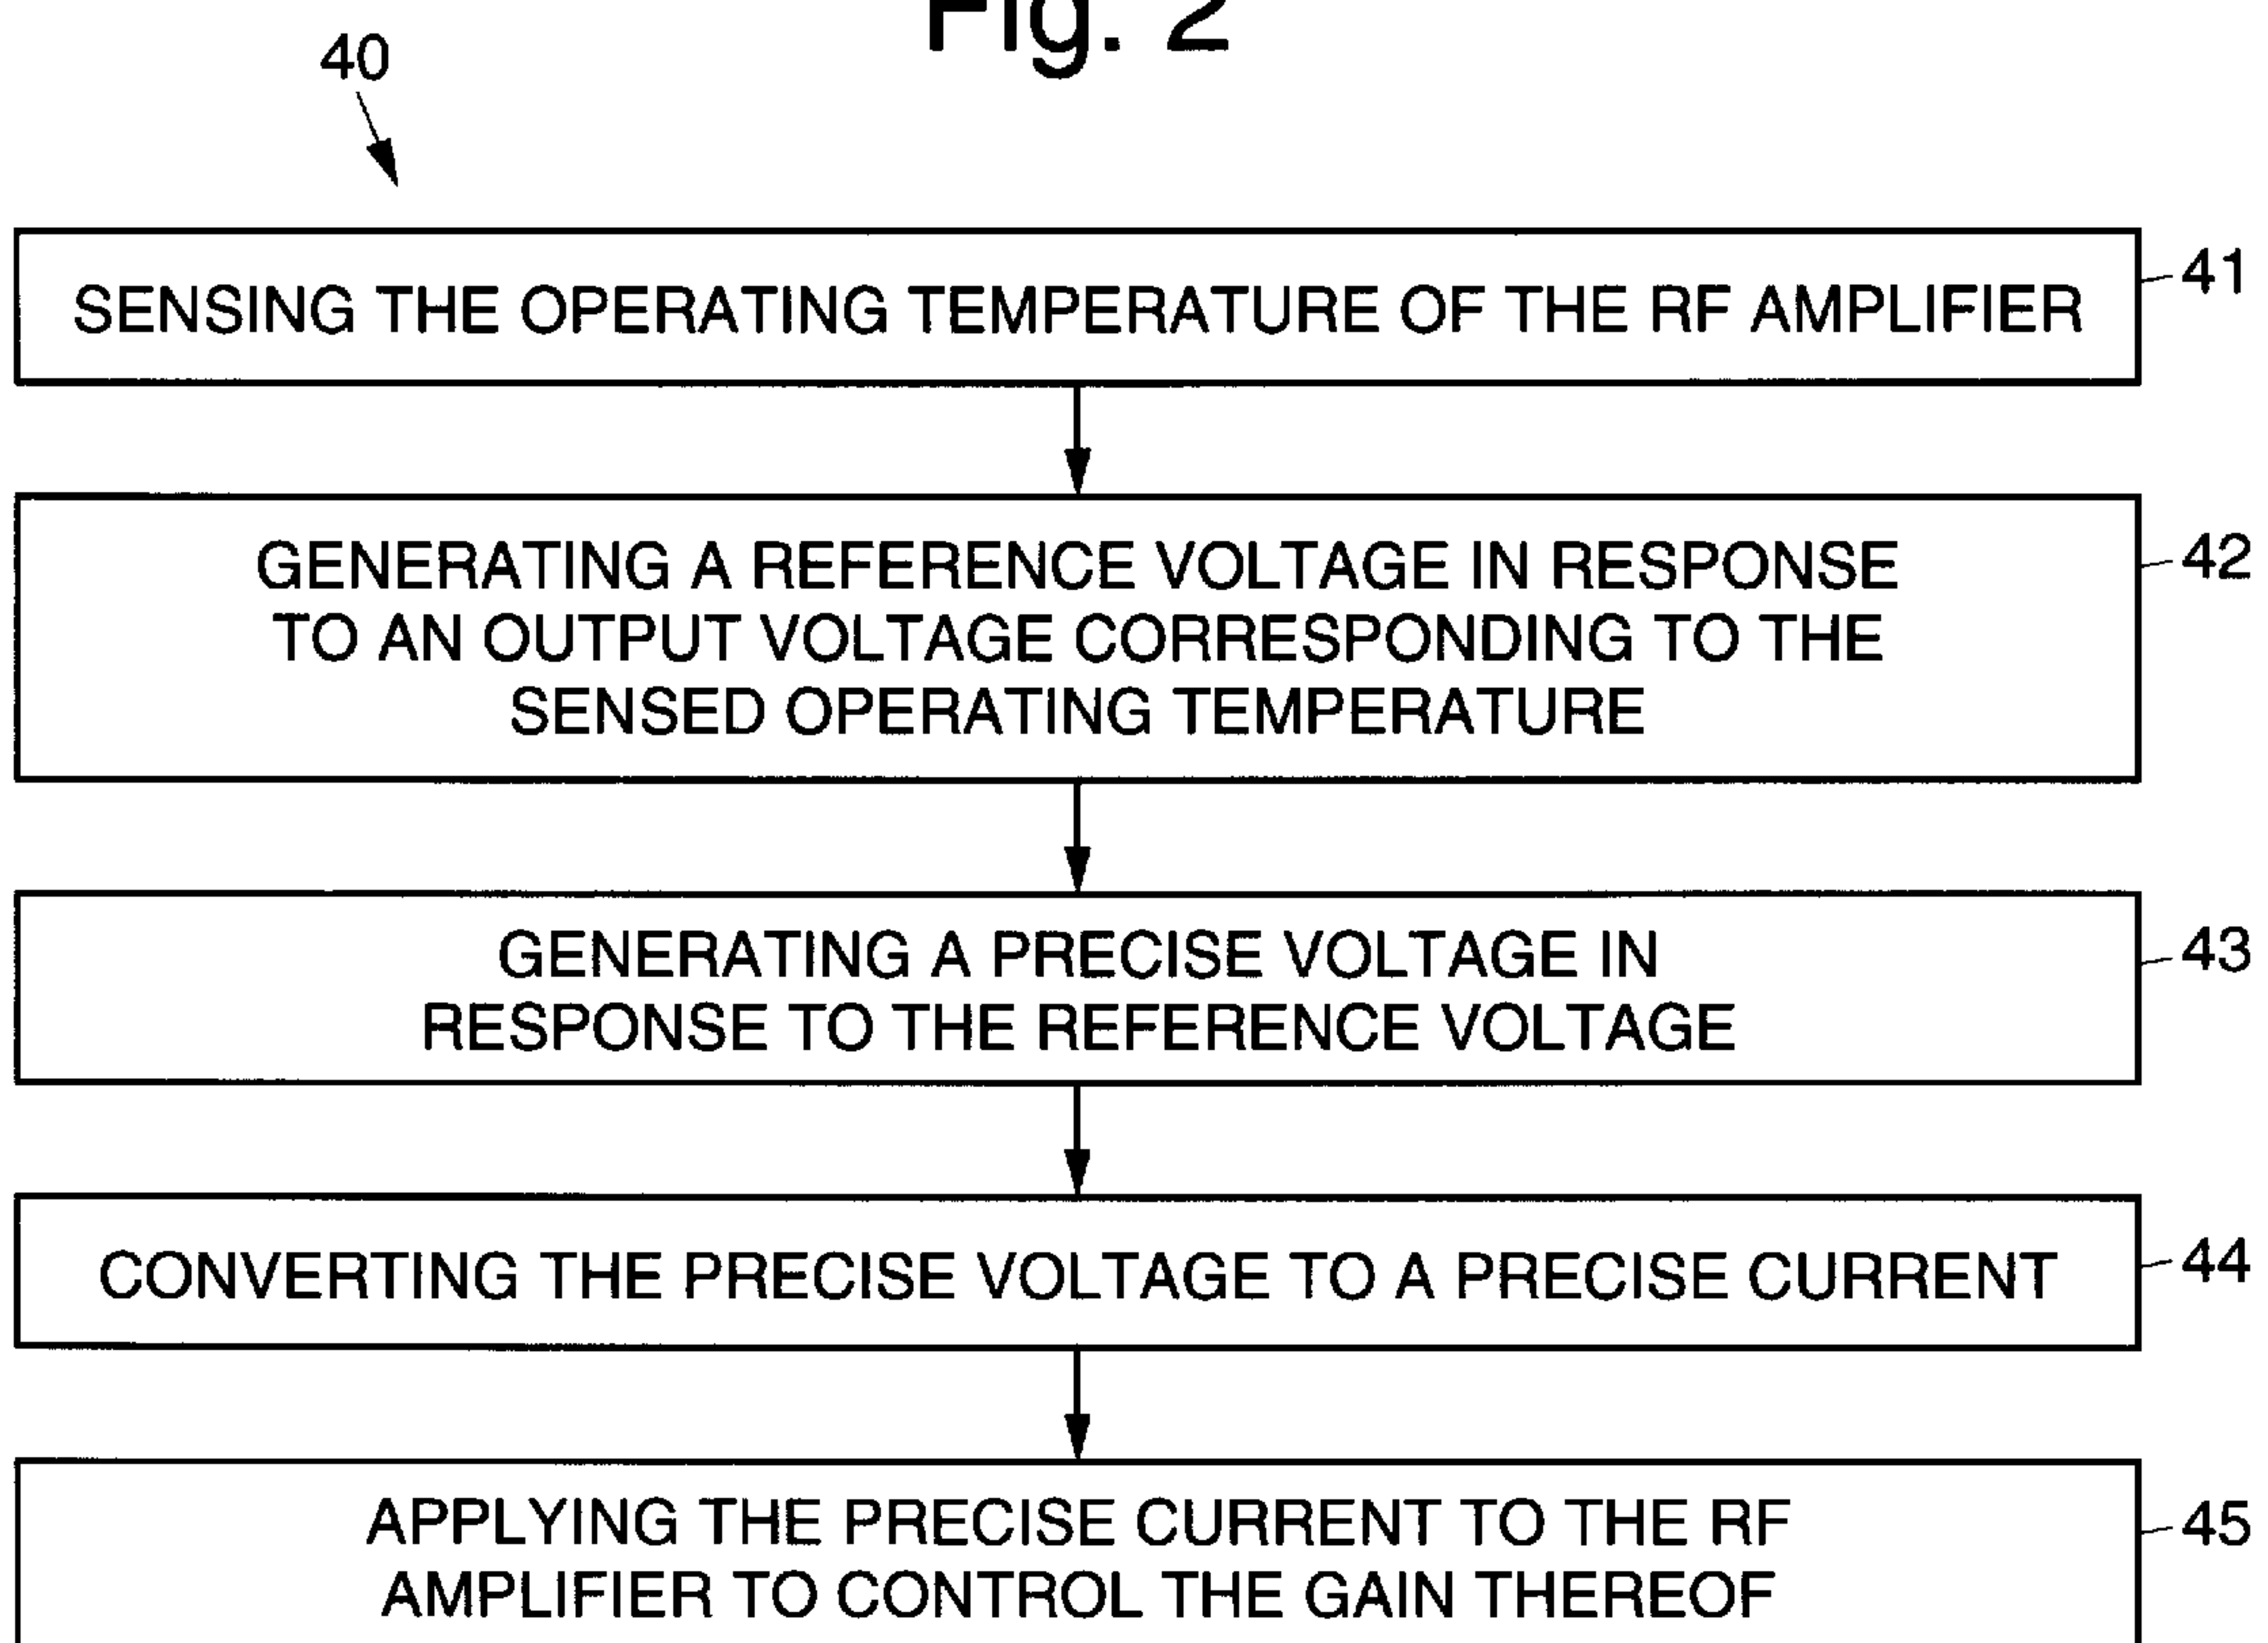 Fig. 2
40
SENSING THE OPERATING TEMPERATURE OF THE RF AMPLIFIER
41
GENERATING A REFERENCE VOLTAGE IN RESPONSE
TO AN OUTPUT VOLTAGE CORRESPONDING TO THE
SENSED OPERATING TEMPERATURE
42
GENERATING A PRECISE VOLTAGE IN
RESPONSE TO THE REFERENCE VOLTAGE
43
CONVERTING THE PRECISE VOLTAGE TO A PRECISE CURRENT
44
APPLYING THE PRECISE CURRENT TO THE RF
AMPLIFIER TO CONTROL THE GAIN THEREOF
45